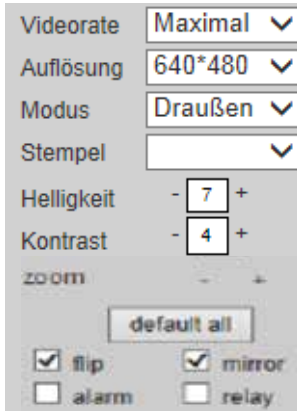 Videorate Maximal
Auflösung 640*480
Modus Draußen
Stempel
Helligkeit - 7 +
Kontrast - 4 +
zoom - +
default all
flip mirror
alarm relay